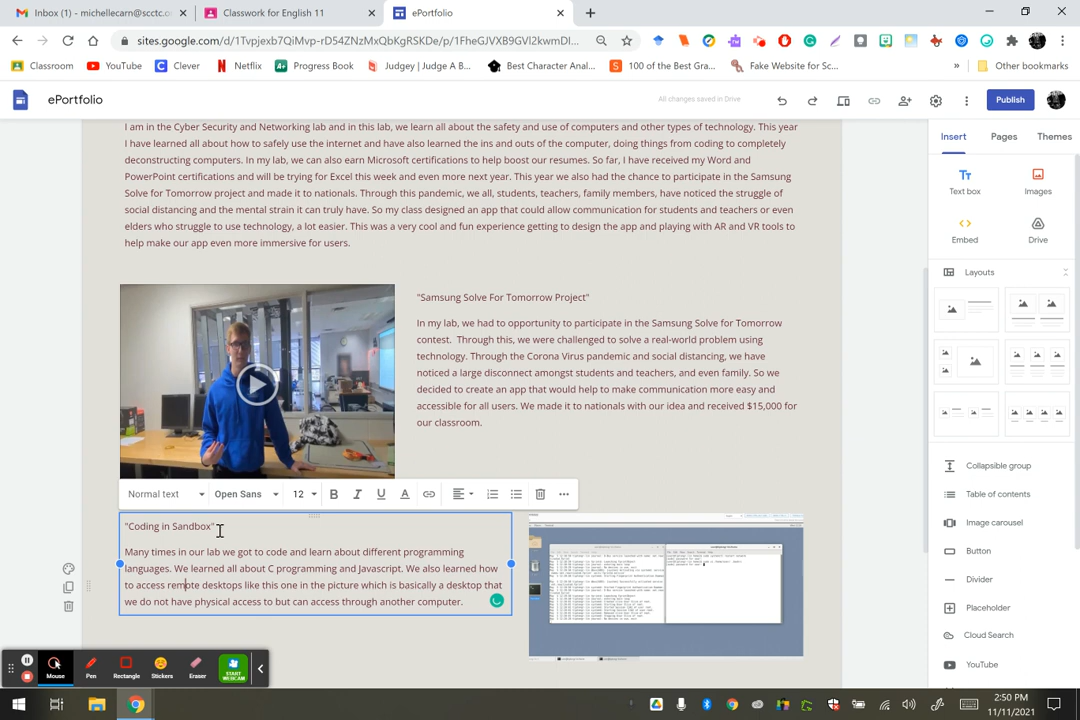 Inbox (1) - michellecarn@scctc.o
Classwork for English 11
ePortfolio
sites.google.com/d/1Tvpjexb7QiMvp-rD54ZNzMxQbKgRSKDe/p/1FheGJVXB9GVl2kwmDl...
Classroom
YouTube
Clever
Netflix
Progress Book
Judgey | Judge A B...
Best Character Anal...
100 of the Best Gra...
Fake Website for Sc...
»
Other bookmarks
ePortfolio
All changes saved in Drive
Publish
I am in the Cyber Security and Networking lab and in this lab, we learn all about the safety and use of computers and other types of technology. This year
I have learned all about how to safely use the internet and have also learned the ins and outs of the computer, doing things from coding to completely
deconstructing computers. In my lab, we can also earn Microsoft certifications to help boost our resumes. So far, I have received my Word and
PowerPoint certifications and will be trying for Excel this week and even more next year. This year we also had the chance to participate in the Samsung
Solve for Tomorrow project and made it to nationals. Through this pandemic, we all, students, teachers, family members, have noticed the struggle of
social distancing and the mental strain it can truly have. So my class designed an app that could allow communication for students and teachers or even
elders who struggle to use technology, a lot easier. This was a very cool and fun experience getting to design the app and playing with AR and VR tools to
help make our app even more immersive for users.
"Samsung Solve For Tomorrow Project"
In my lab, we had to opportunity to participate in the Samsung Solve for Tomorrow
contest.  Through this, we were challenged to solve a real-world problem using
technology. Through the Corona Virus pandemic and social distancing, we have
noticed a large disconnect amongst students and teachers, and even family. So we
decided to create an app that would help to make communication more easy and
accessible for all users. We made it to nationals with our idea and received $15,000 for
our classroom.
Normal text
Open Sans
12
B
I
U
A
"Coding in Sandbox"
Many times in our lab we got to code and learn about different programming
languages. We learned all about C programming and Javascript. We also learned how
to access remote desktops like this one in the picture which is basically a desktop that
we do not have physical access to but can access through another computer.
Insert
Pages
Themes
Text box
Images
Embed
Drive
Layouts
Collapsible group
Table of contents
Image carousel
Button
Divider
Placeholder
Cloud Search
YouTube
Mouse
Pen
Rectangle
Stickers
Eraser
START
WEBCAM
2:50 PM
11/11/2021